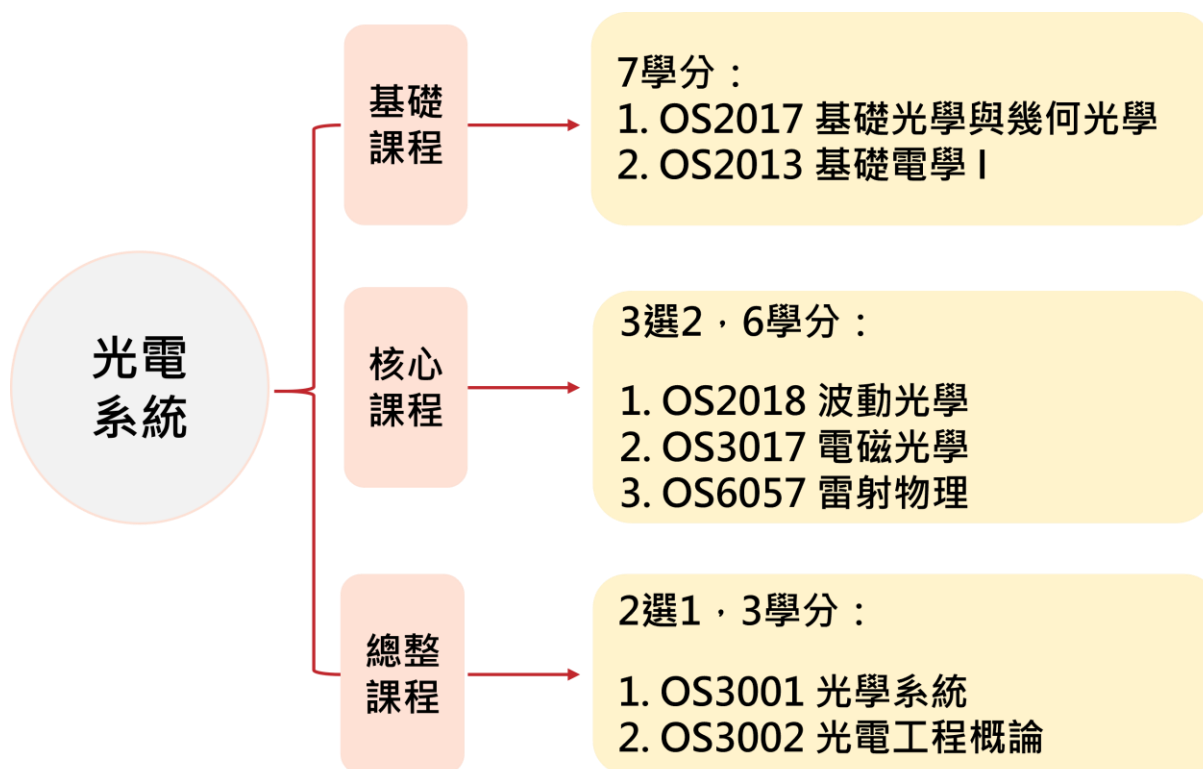 光電
系統
基礎
課程
7學分：
1. OS2017 基礎光學與幾何光學
2. OS2013 基礎電學 I
核心
課程
3選2，6學分：
1. OS2018 波動光學
2. OS3017 電磁光學
3. OS6057 雷射物理
總整
課程
2選1，3學分：
1. OS3001 光學系統
2. OS3002 光電工程概論